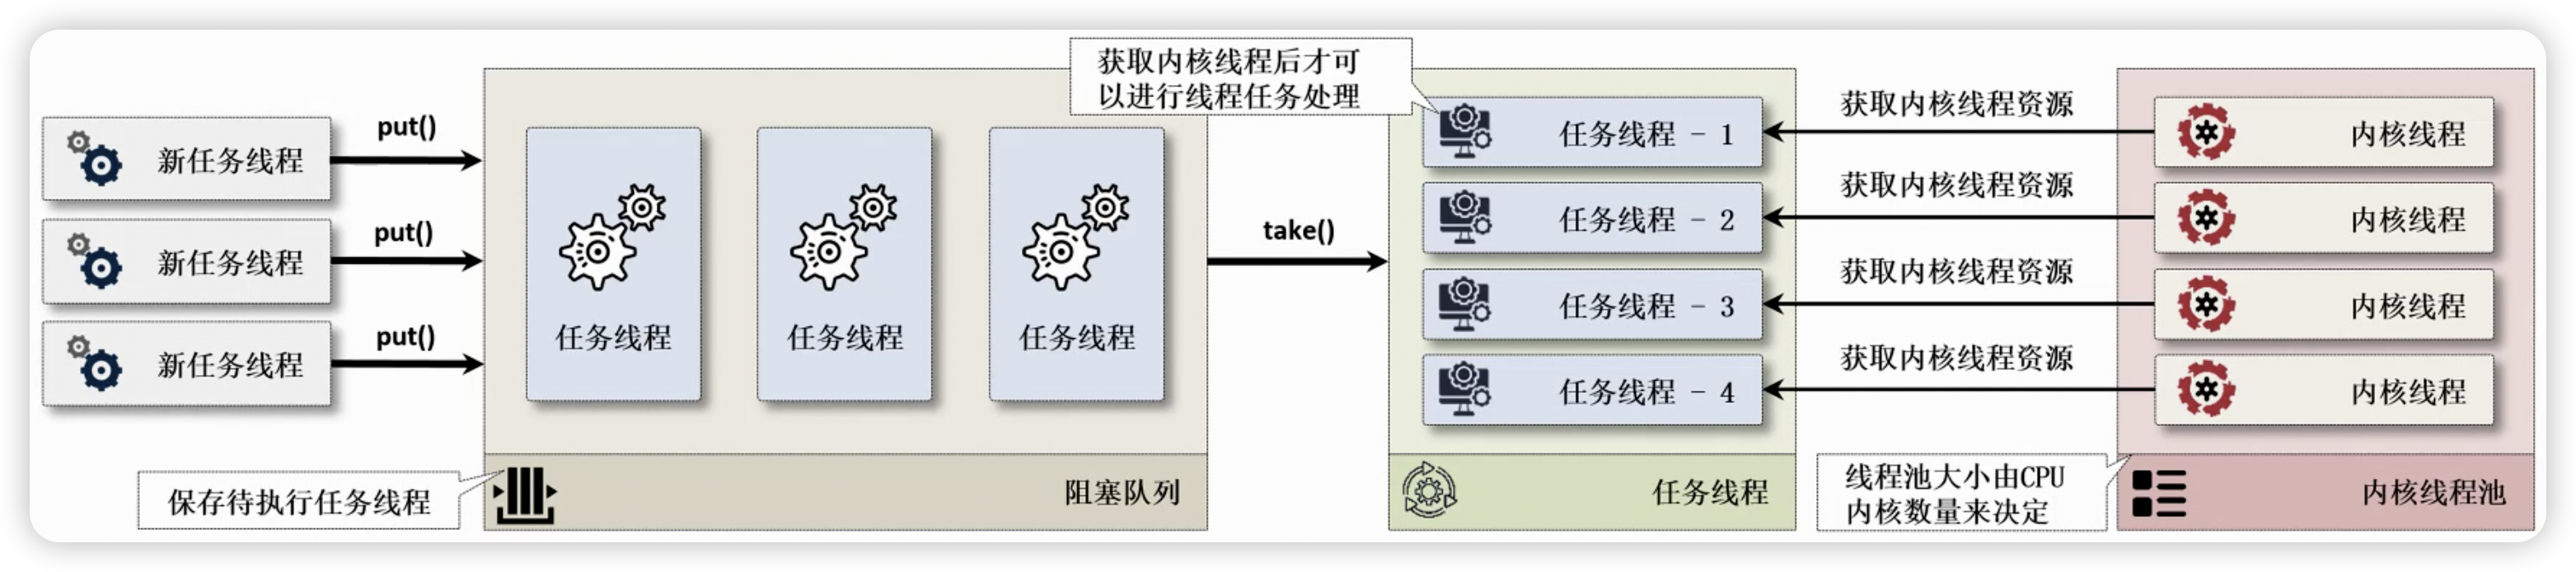 获取内核线程后才可
以进行线程任务处理
新任务线程
put()
新任务线程
put()
新任务线程
put()
任务线程
任务线程
任务线程
保存待执行任务线程
阻塞队列
take()
任务线程 - 1
任务线程 - 2
任务线程 - 3
任务线程 - 4
任务线程
获取内核线程资源
获取内核线程资源
获取内核线程资源
获取内核线程资源
内核线程
内核线程
内核线程
内核线程
线程池大小由CPU
内核数量来决定
内核线程池